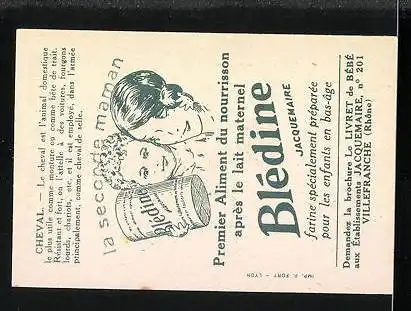 CHEVAL. — Le cheval est l'animal domestique
le plus utile comme monture ou comme bête de trait.
Résistant et fort, on l'attelle à des voitures, fourgons
lourds, chariots, etc. et il est employé, dans l'armée
principalement, comme cheval de selle.
la seconde maman
Blédine
Premier Aliment du nourrisson
après le lait maternel
Blédine
JACQUEMAIRE
farine spécialement préparée
pour les enfants en bas-âge
Demandez la brochure Le LIVRET de BÉBÉ
aux Établissements JACQUEMAIRE, n° 201
VILLEFRANCHE (Rhône)
IMP. P. FORT - LYON